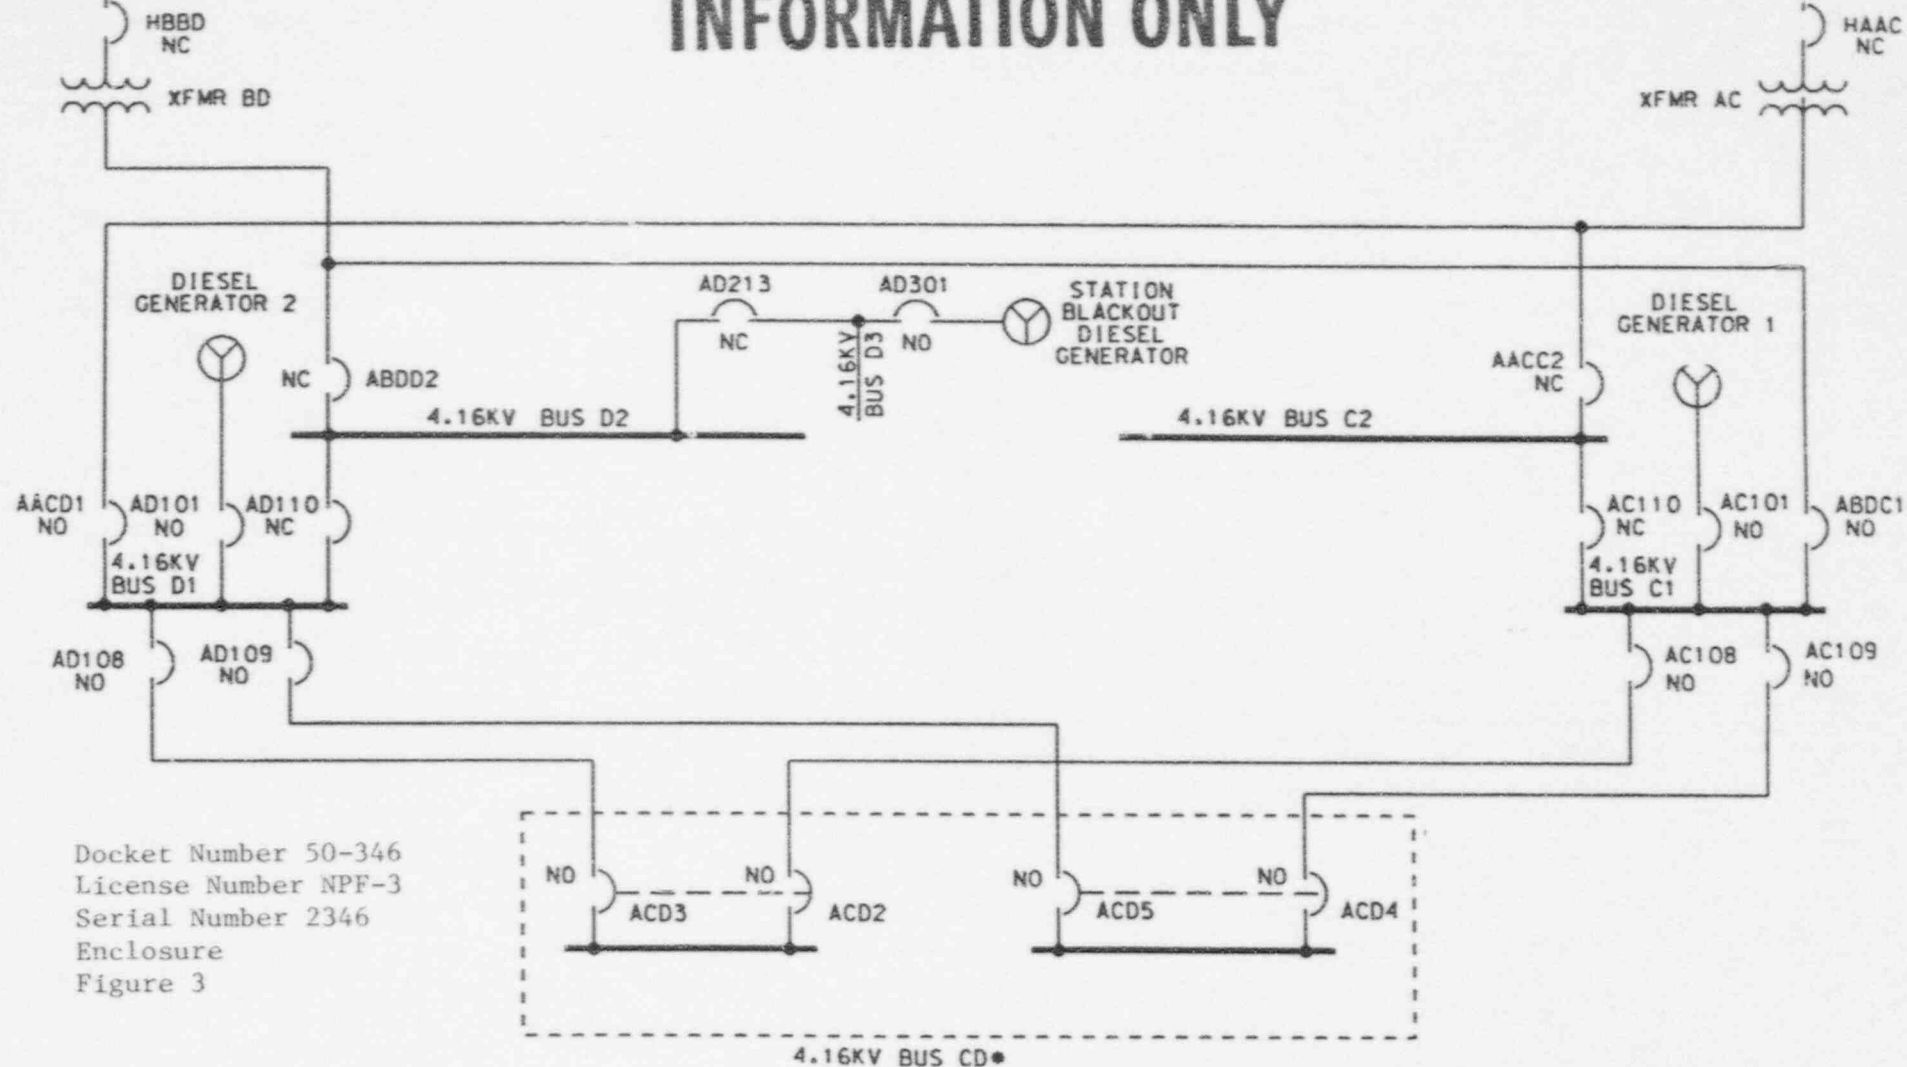 INFORMATION ONLY
HBBD
NC
XFMR BD
HAAC
NC
XFMR AC
DIESEL
GENERATOR 2
NC
ABDD2
4.16KV BUS D2
AD213
NC
AD301
NO
4.16KV
BUS D3
STATION
BLACKOUT
DIESEL
GENERATOR
4.16KV BUS C2
AACC2
NC
DIESEL
GENERATOR 1
AACD1
NO
AD101
NO
AD110
NC
4.16KV
BUS D1
AC110
NC
AC101
NO
ABDC1
NO
4.16KV
BUS C1
AD108
NO
AD109
NO
AC108
NO
AC109
NO
Docket Number 50-346
License Number NPF-3
Serial Number 2346
Enclosure
Figure 3
NO
ACD3
NO
ACD2
NO
ACD5
NO
ACD4
4.16KV BUS CD*